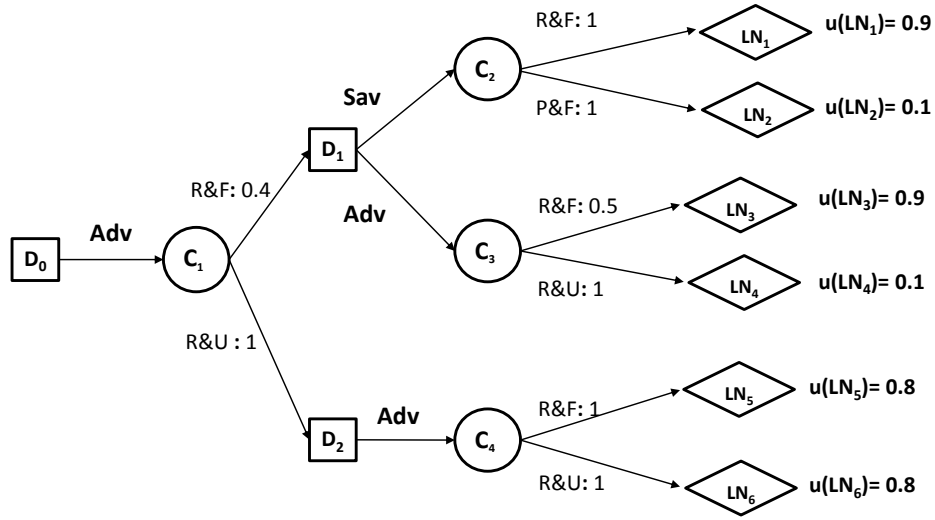 R&F: 1
LN₁
u(LN₁)= 0.9
C₂
Sav
P&F: 1
LN₂
u(LN₂)= 0.1
D₁
R&F: 0.4
Adv
R&F: 0.5
LN₃
u(LN₃)= 0.9
Adv
D₀
C₁
C₃
R&U: 1
LN₄
u(LN₄)= 0.1
R&U : 1
R&F: 1
LN₅
u(LN₅)= 0.8
Adv
D₂
C₄
R&U: 1
LN₆
u(LN₆)= 0.8